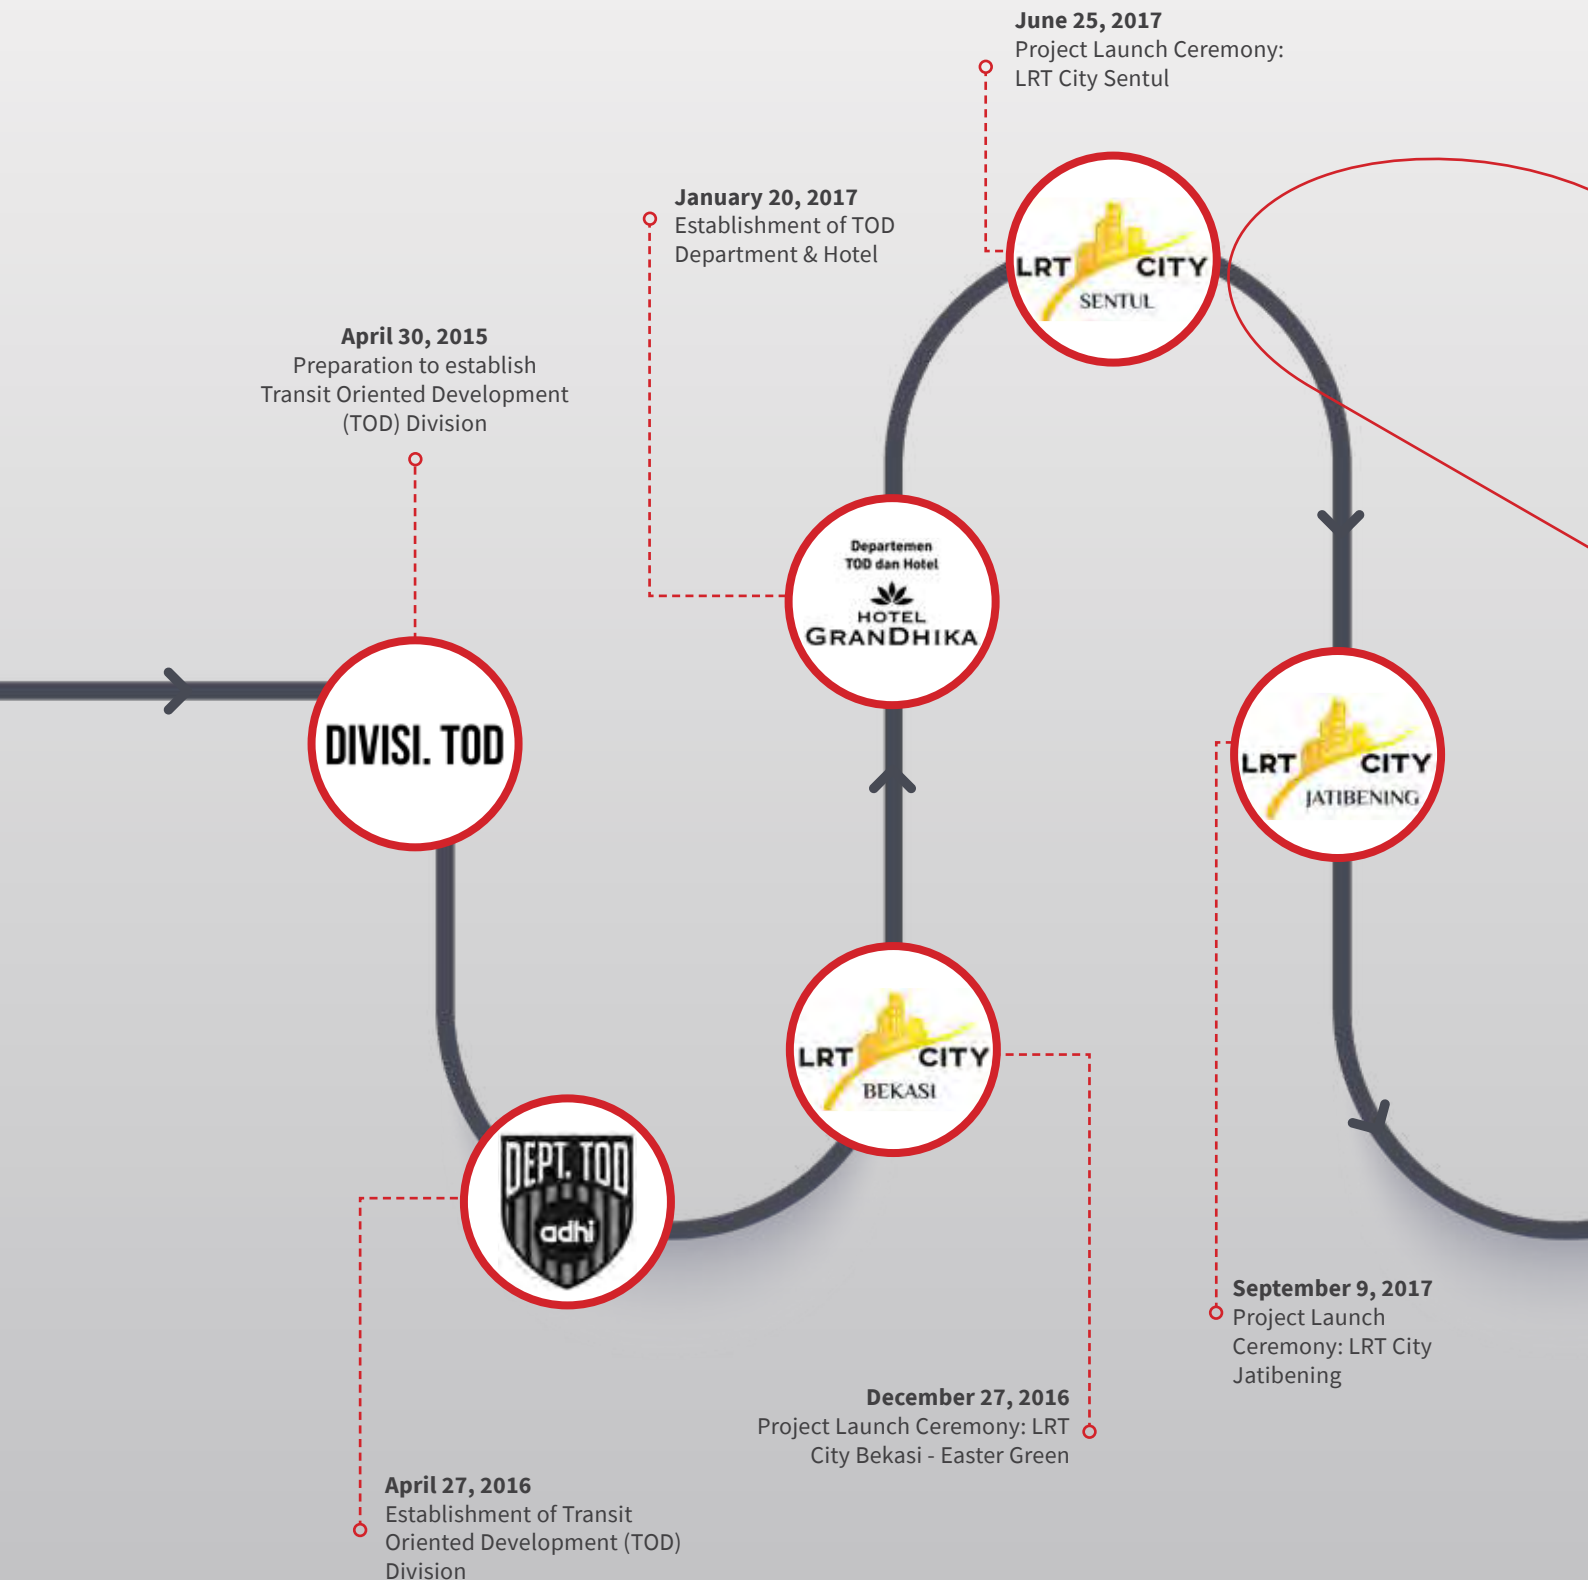 April 30, 2015
Preparation to establish
Transit Oriented Development
(TOD) Division
DIVISI. TOD
April 27, 2016
Establishment of Transit
Oriented Development (TOD)
Division
DEPT. TOD
adhi
December 27, 2016
Project Launch Ceremony: LRT
City Bekasi - Easter Green
LRT CITY
BEKASI
January 20, 2017
Establishment of TOD
Department & Hotel
Departemen
TOD dan Hotel
HOTEL
GRANDHIKA
June 25, 2017
Project Launch Ceremony:
LRT City Sentul
LRT CITY
SENTUL
September 9, 2017
Project Launch
Ceremony: LRT City
Jatibening
LRT CITY
JATIBENING